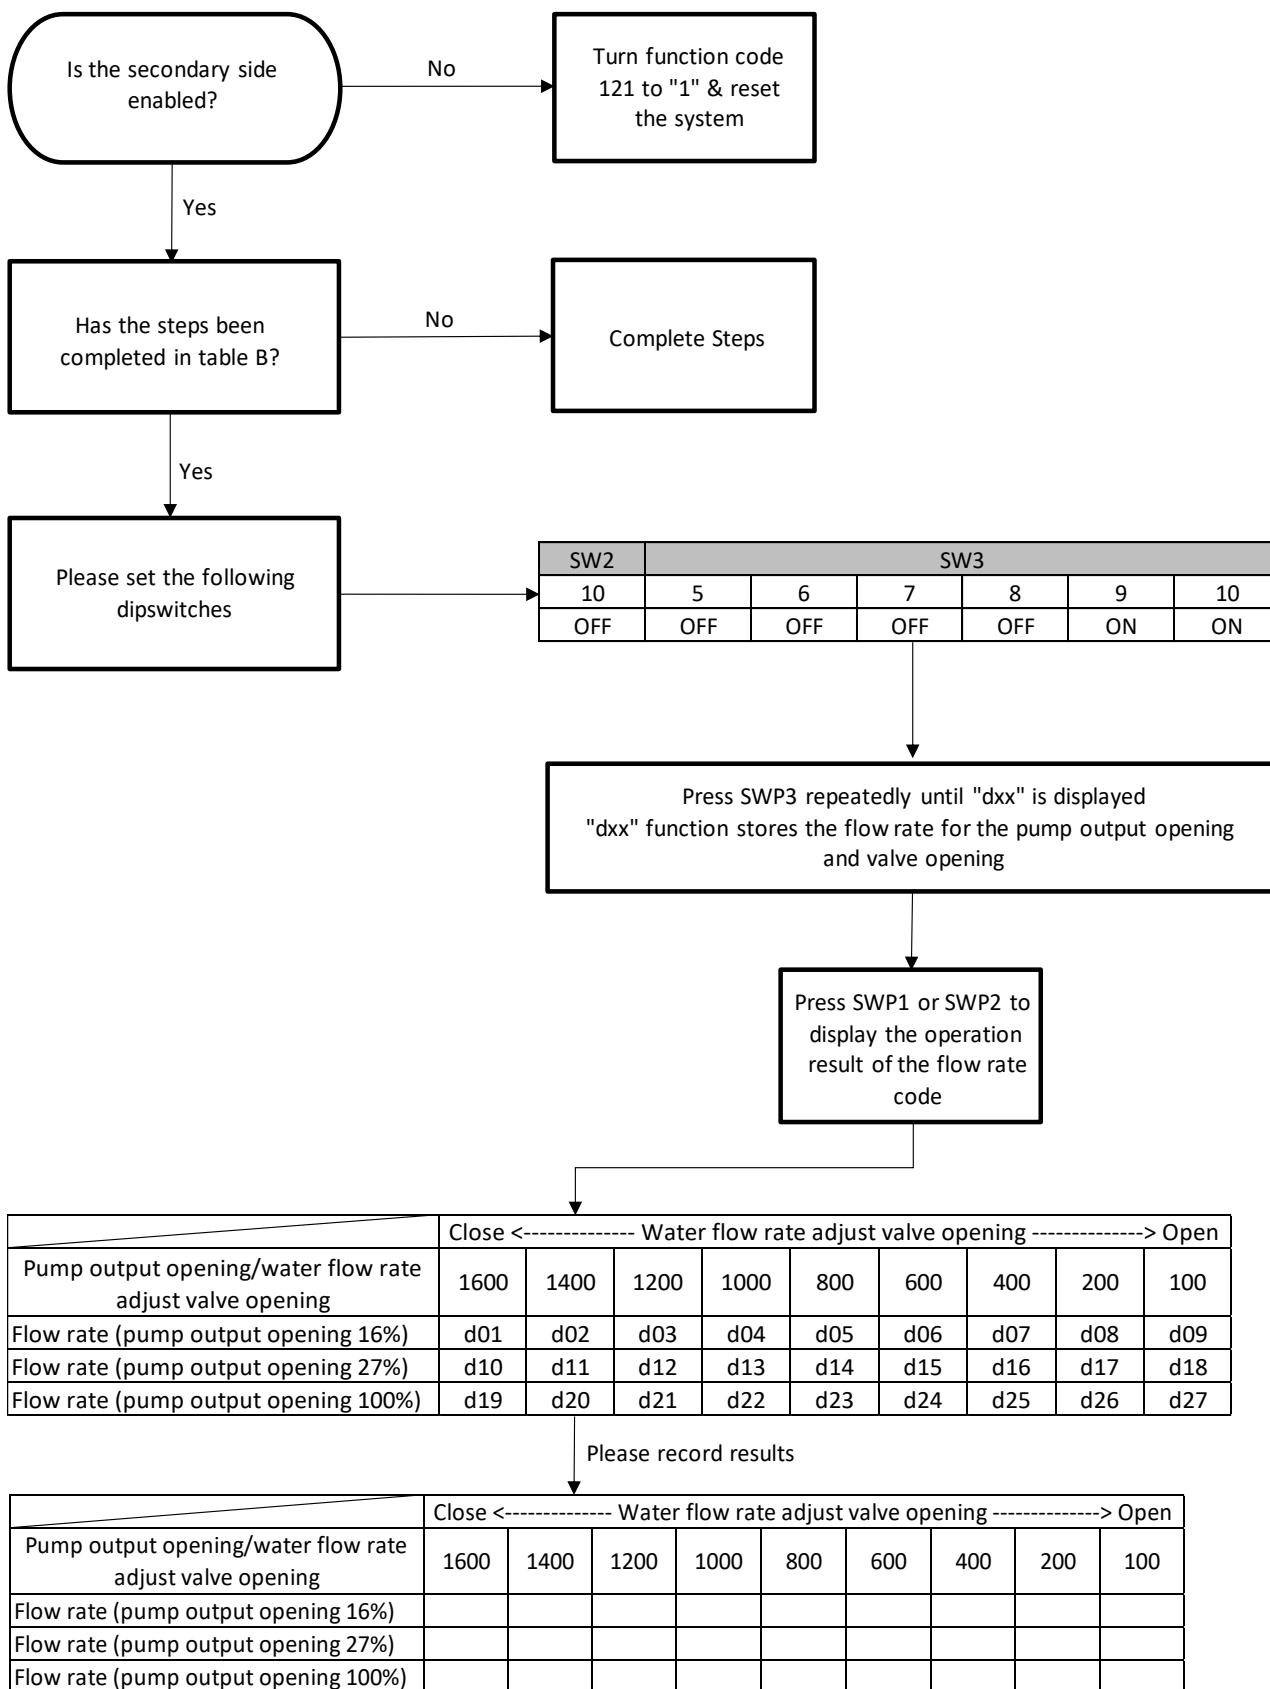 Is the secondary side
enabled?
No
Turn function code
121 to "1" & reset
the system
Yes
Has the steps been
completed in table B?
No
Complete Steps
Yes
Please set the following
dipswitches
SW2 SW3
10 5 6 7 8 9 10
OFF OFF OFF OFF OFF ON ON
Press SWP3 repeatedly until "dxx" is displayed
"dxx" function stores the flow rate for the pump output opening
and valve opening
Press SWP1 or SWP2 to
display the operation
result of the flow rate
code
Close <-------------- Water flow rate adjust valve opening --------------> Open
Pump output opening/water flow rate
adjust valve opening
1600 1400 1200 1000 800 600 400 200 100
Flow rate (pump output opening 16%) d01 d02 d03 d04 d05 d06 d07 d08 d09
Flow rate (pump output opening 27%) d10 d11 d12 d13 d14 d15 d16 d17 d18
Flow rate (pump output opening 100%) d19 d20 d21 d22 d23 d24 d25 d26 d27
Please record results
Close <-------------- Water flow rate adjust valve opening --------------> Open
Pump output opening/water flow rate
adjust valve opening
1600 1400 1200 1000 800 600 400 200 100
Flow rate (pump output opening 16%)
Flow rate (pump output opening 27%)
Flow rate (pump output opening 100%)